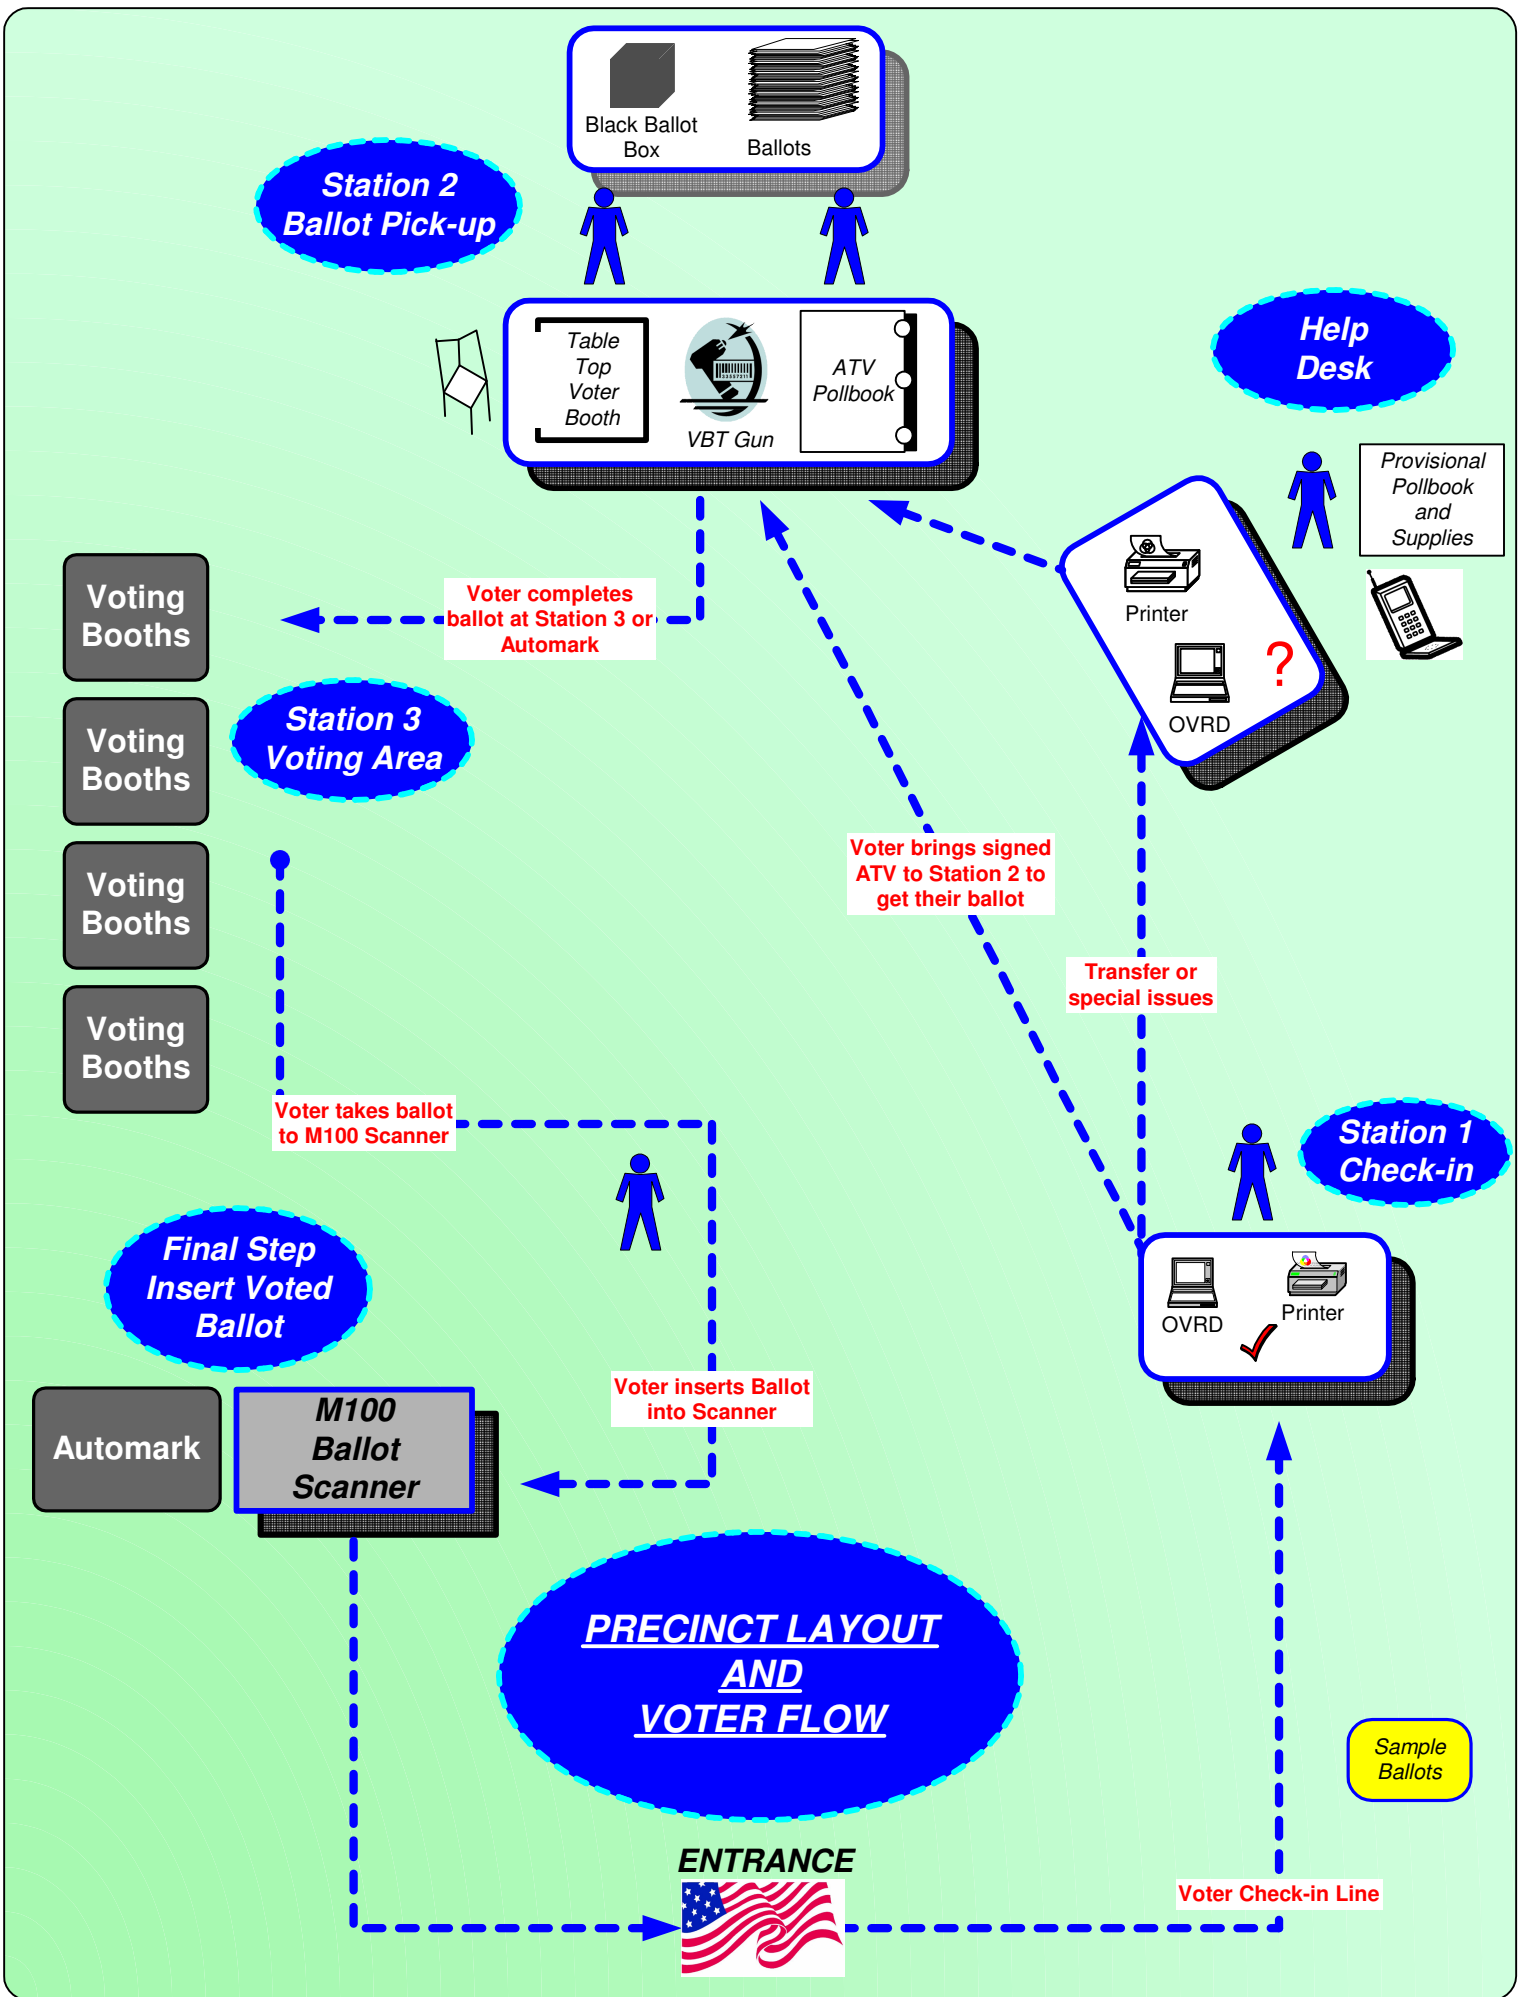 Black Ballot
Box
Ballots
Station 2
Ballot Pick-up
Table
Top
Voter
Booth
VBT Gun
ATV
Pollbook
Help
Desk
Provisional
Pollbook
and
Supplies
Printer
OVRD
?
Voter completes
ballot at Station 3 or
Automark
Voting
Booths
Voting
Booths
Voting
Booths
Voting
Booths
Station 3
Voting Area
Voter brings signed
ATV to Station 2 to
get their ballot
Transfer or
special issues
Voter takes ballot
to M100 Scanner
Station 1
Check-in
OVRD
Printer
Final Step
Insert Voted
Ballot
Voter inserts Ballot
into Scanner
Automark
M100
Ballot
Scanner
PRECINCT LAYOUT
AND
VOTER FLOW
Sample
Ballots
ENTRANCE
Voter Check-in Line